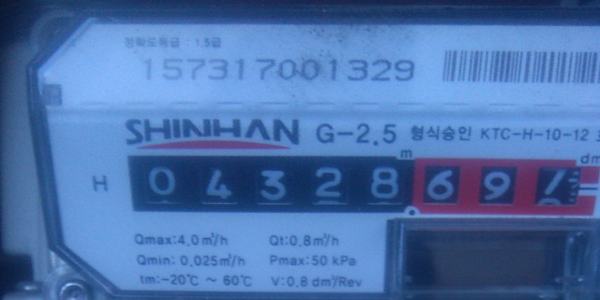 정확도등급 : 1.5급
157317001329
SHINHAN G-2.5 형식승인 KTC-H-10-12
m dm
H 04328 69
Qmax:4.0㎥/h Qt:0.8㎥/h
Qmin: 0.025㎥/h Pmax:50 kPa
tm:-20℃ ~ 60℃ V:0.8 dm³/Rev